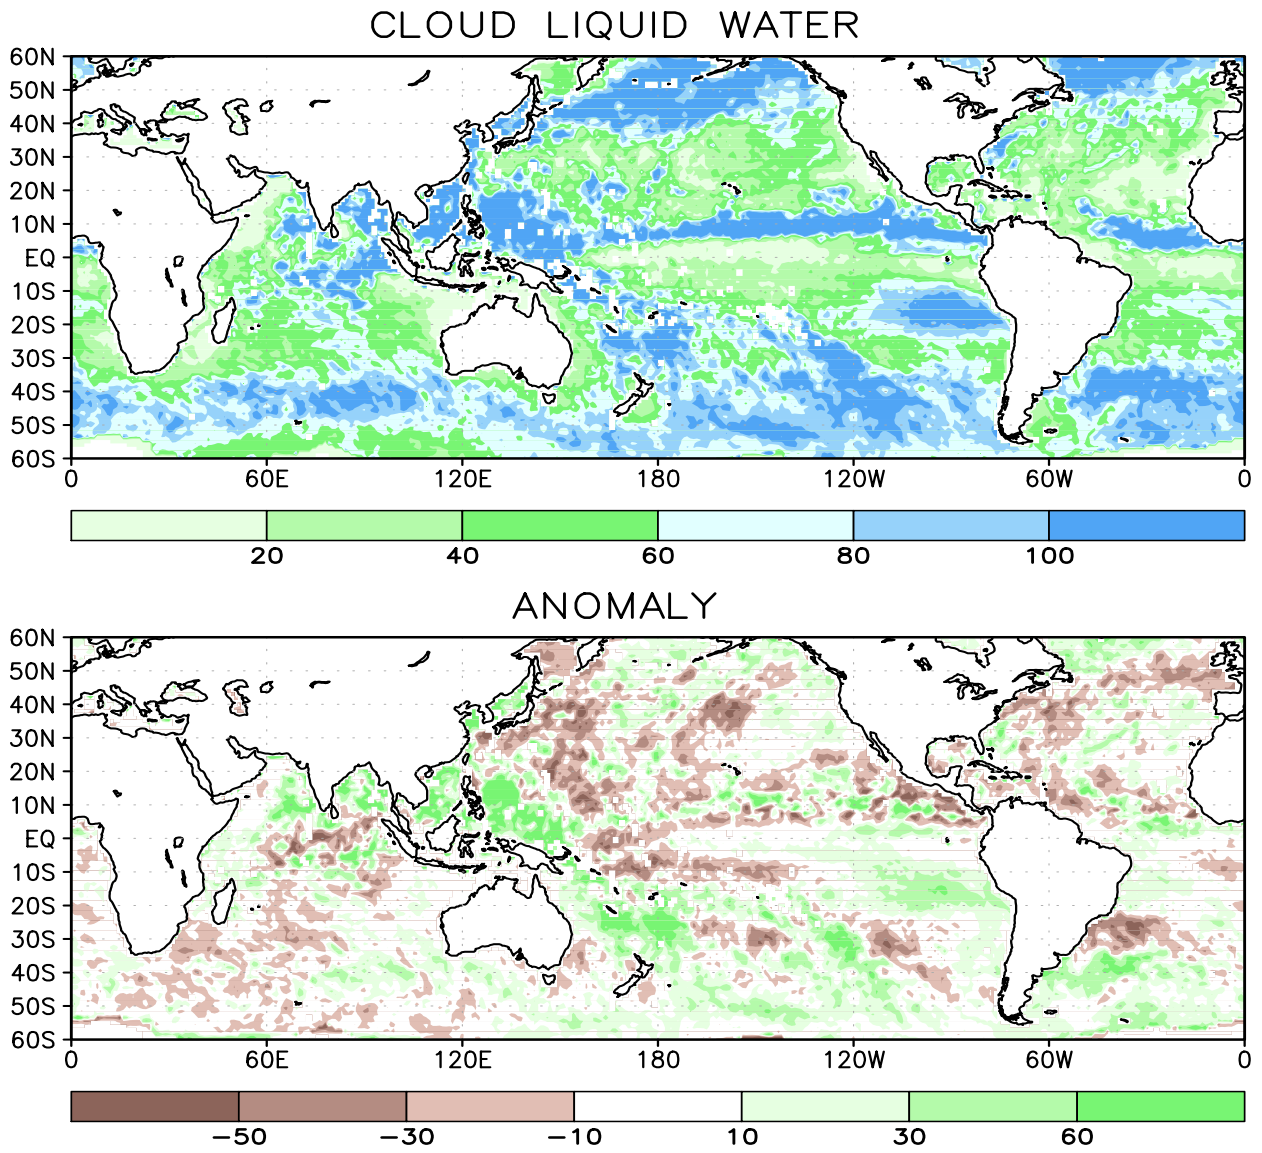 CLOUD LIQUID WATER
60N
50N
40N
30N
20N
10N
EQ
10S
20S
30S
40S
50S
60S
0 60E 120E 180 120W 60W 0
20 40 60 80 100
ANOMALY
60N
50N
40N
30N
20N
10N
EQ
10S
20S
30S
40S
50S
60S
0 60E 120E 180 120W 60W 0
−50 −30 −10 10 30 60